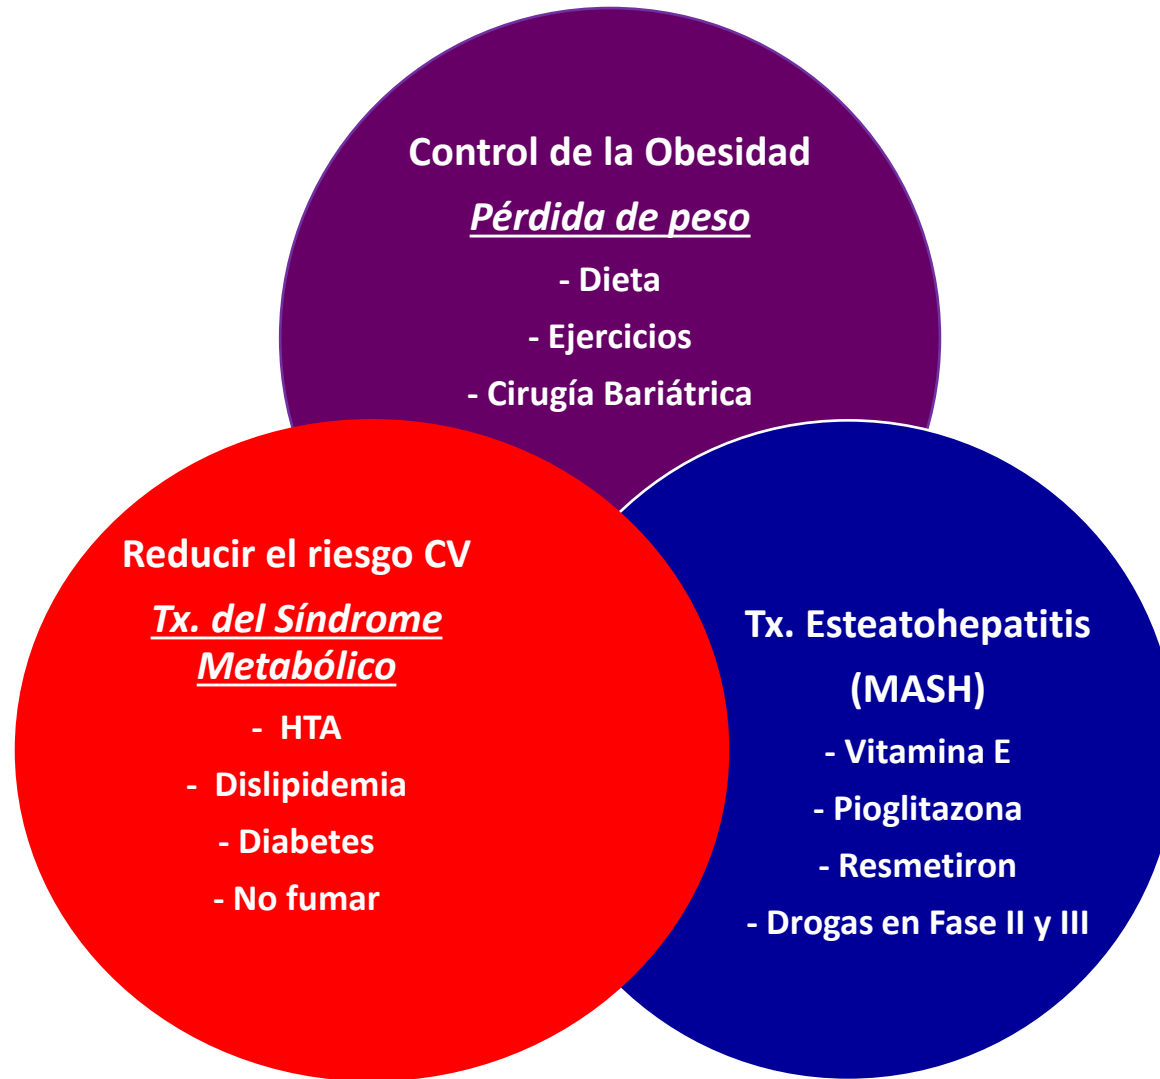 Control de la Obesidad
Pérdida de peso
- Dieta
- Ejercicios
- Cirugía Bariátrica
Reducir el riesgo CV
Tx. del Síndrome
Metabólico
- HTA
- Dislipidemia
- Diabetes
- No fumar
Tx. Esteatohepatitis
(MASH)
- Vitamina E
- Pioglitazona
- Resmetiron
- Drogas en Fase II y III